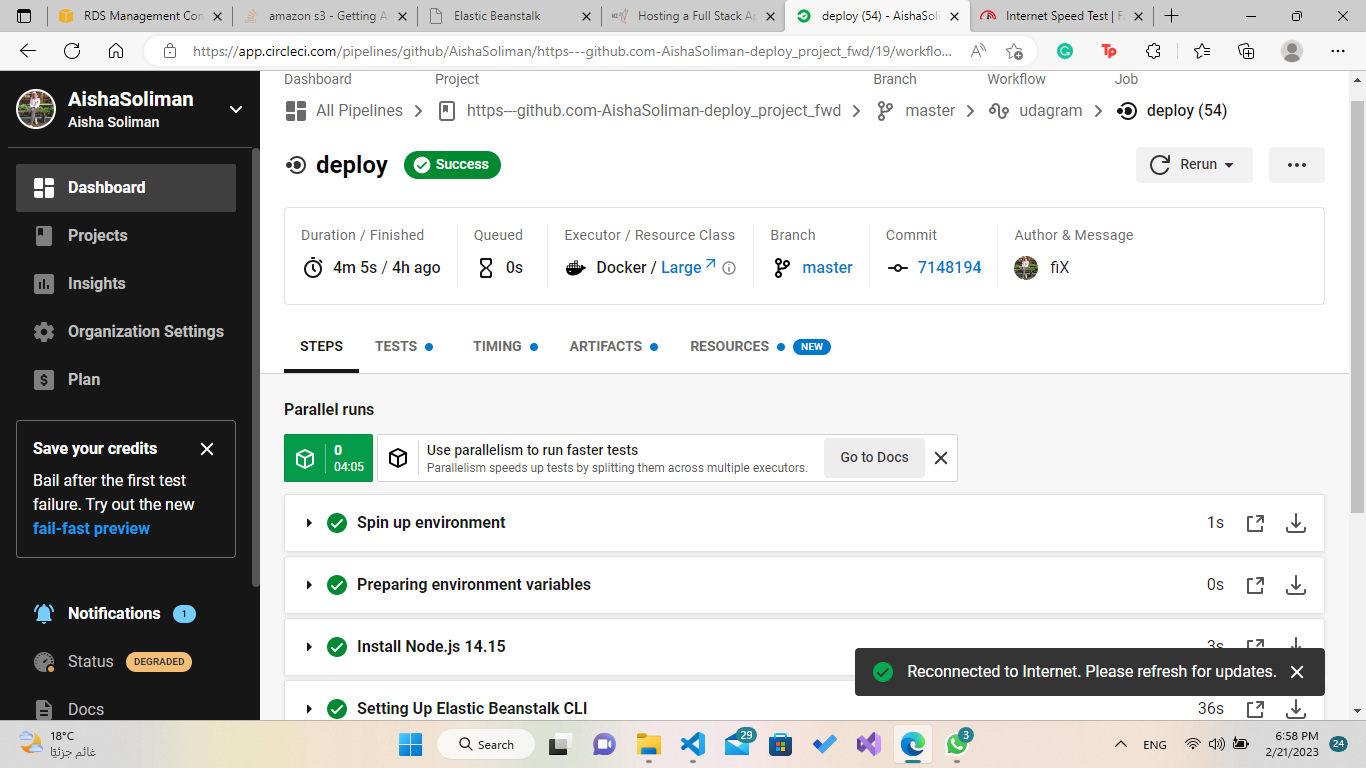 RDS Management Con
amazon s3 - Getting A
Elastic Beanstalk
Hosting a Full Stack Ap
deploy (54) - AishaSoli
Internet Speed Test | Fa
https://app.circleci.com/pipelines/github/AishaSoliman/https---github.com-AishaSoliman-deploy_project_fwd/19/workflo...
AishaSoliman
Aisha Soliman
Dashboard
Projects
Insights
Organization Settings
Plan
Save your credits
Bail after the first test
failure. Try out the new
fail-fast preview
Notifications 1
Status DEGRADED
Docs
Dashboard Project Branch Workflow Job
All Pipelines https---github.com-AishaSoliman-deploy_project_fwd master udagram deploy (54)
deploy Success Rerun
Duration / Finished Queued Executor / Resource Class Branch Commit Author & Message
4m 5s / 4h ago 0s Docker / Large master 7148194 fiX
STEPS TESTS TIMING ARTIFACTS RESOURCES NEW
Parallel runs
0
04:05
Use parallelism to run faster tests
Parallelism speeds up tests by splitting them across multiple executors.
Go to Docs
Spin up environment 1s
Preparing environment variables 0s
Install Node.js 14.15 3s
Reconnected to Internet. Please refresh for updates.
Setting Up Elastic Beanstalk CLI 36s
18°C
غائم جزئيًا
Search
29
3
ENG
6:58 PM
2/21/2023
24